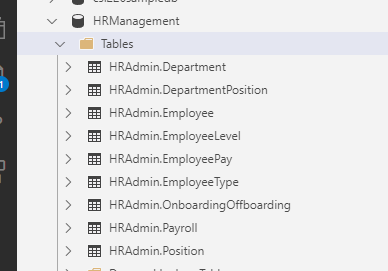 HRManagement
Tables
HRAdmin.Department
HRAdmin.DepartmentPosition
HRAdmin.Employee
HRAdmin.EmployeeLevel
HRAdmin.EmployeePay
HRAdmin.EmployeeType
HRAdmin.OnboardingOffboarding
HRAdmin.Payroll
HRAdmin.Position